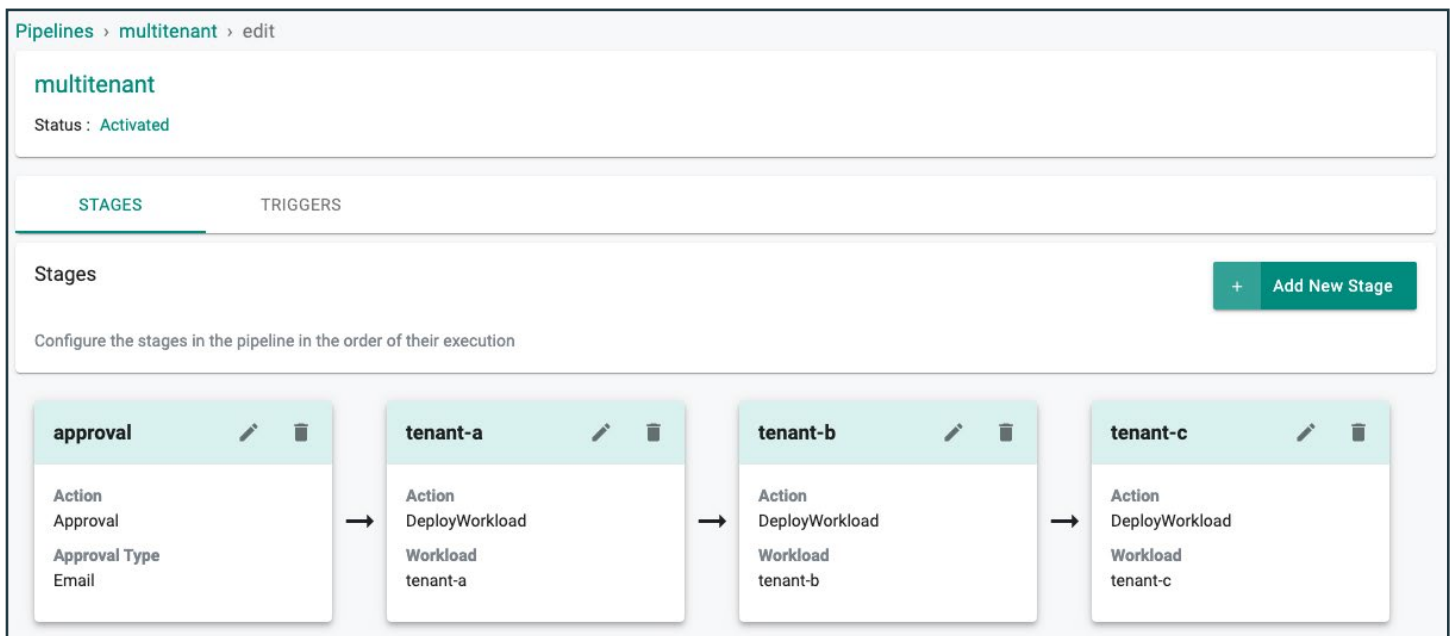 Pipelines › multitenant › edit
multitenant
Status : Activated
STAGES TRIGGERS
Stages
+ Add New Stage
Configure the stages in the pipeline in the order of their execution
approval
Action
Approval
Approval Type
Email
tenant-a
Action
DeployWorkload
Workload
tenant-a
tenant-b
Action
DeployWorkload
Workload
tenant-b
tenant-c
Action
DeployWorkload
Workload
tenant-c